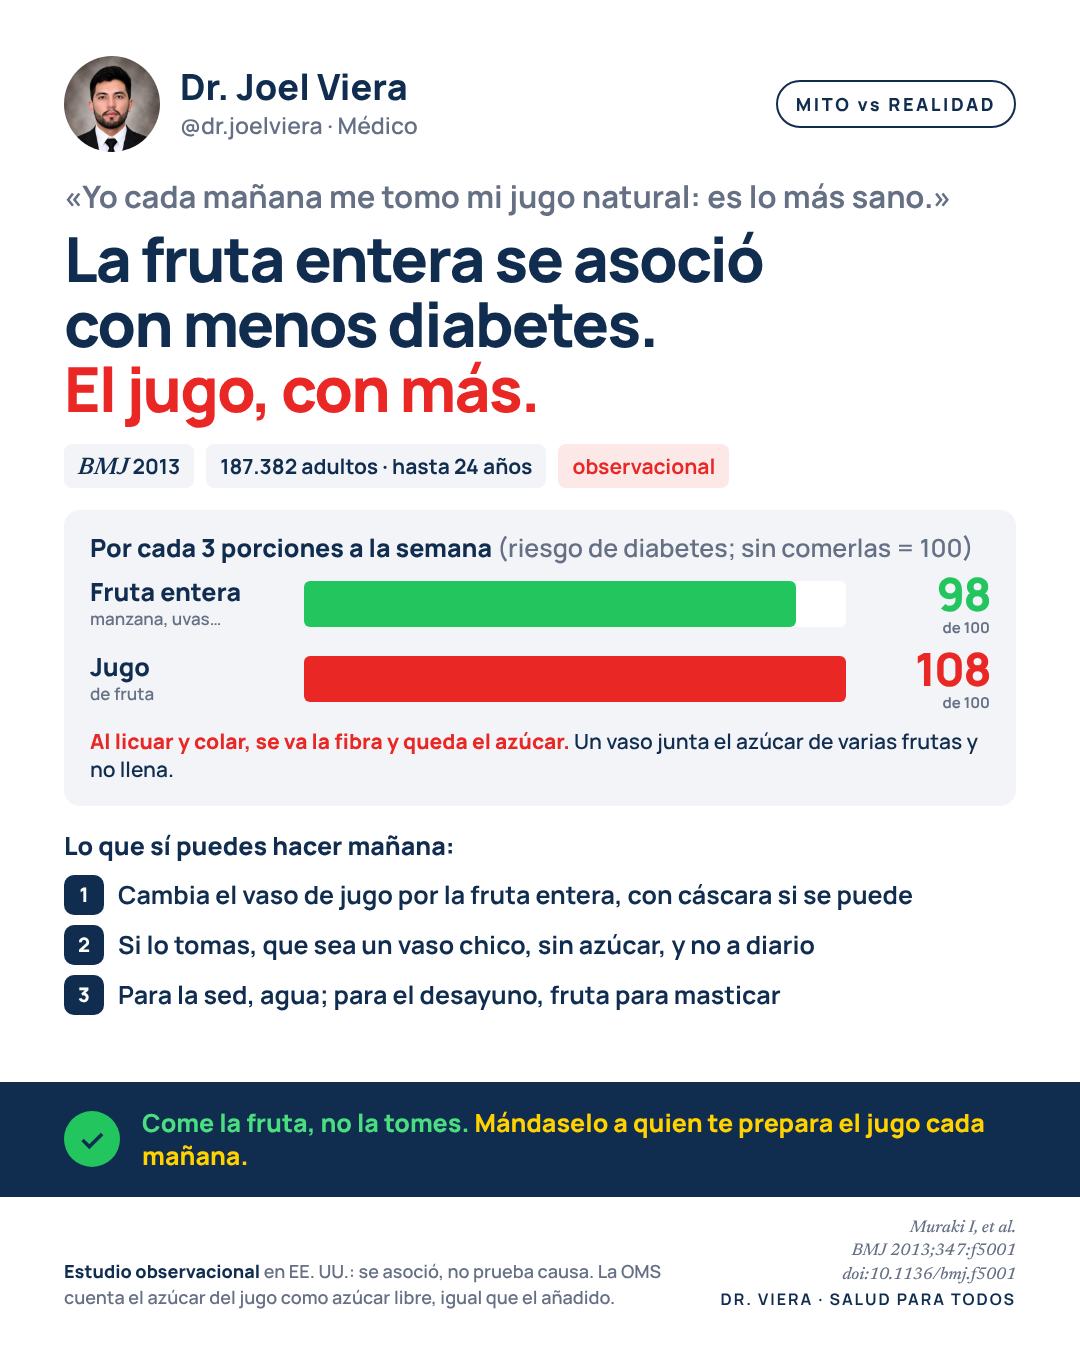 Dr. Joel Viera
@dr.joelviera · Médico
MITO vs REALIDAD
«Yo cada mañana me tomo mi jugo natural: es lo más sano.»
La fruta entera se asoció
con menos diabetes.
El jugo, con más.
BMJ 2013
187.382 adultos · hasta 24 años
observacional
Por cada 3 porciones a la semana (riesgo de diabetes; sin comerlas = 100)
Fruta entera
manzana, uvas...
98
de 100
Jugo
de fruta
108
de 100
Al licuar y colar, se va la fibra y queda el azúcar. Un vaso junta el azúcar de varias frutas y
no llena.
Lo que sí puedes hacer mañana:
1 Cambia el vaso de jugo por la fruta entera, con cáscara si se puede
2 Si lo tomas, que sea un vaso chico, sin azúcar, y no a diario
3 Para la sed, agua; para el desayuno, fruta para masticar
Come la fruta, no la tomes. Mándaselo a quien te prepara el jugo cada
mañana.
Estudio observacional en EE. UU.: se asoció, no prueba causa. La OMS
cuenta el azúcar del jugo como azúcar libre, igual que el añadido.
Muraki I, et al.
BMJ 2013;347:f5001
doi:10.1136/bmj.f5001
DR. VIERA · SALUD PARA TODOS